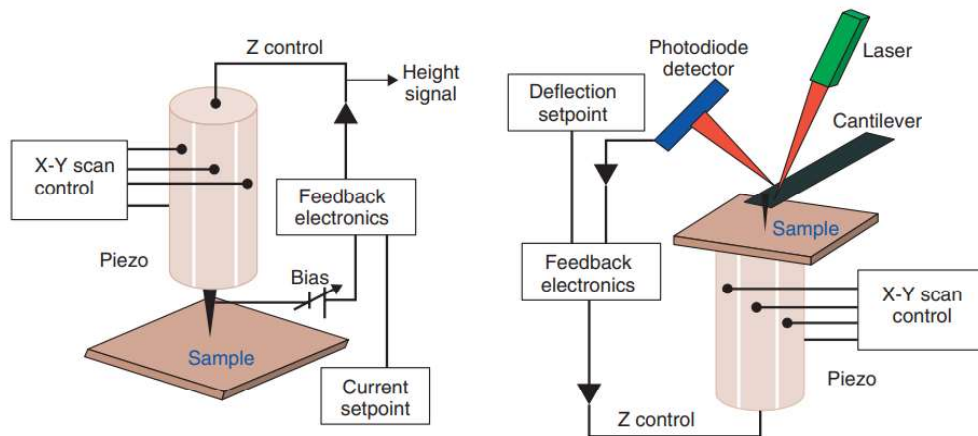 Z control
Height
signal
X-Y scan
control
Feedback
electronics
Piezo
Bias
Sample
Current
setpoint
Photodiode
detector
Laser
Deflection
setpoint
Cantilever
Sample
Feedback
electronics
X-Y scan
control
Piezo
Z control